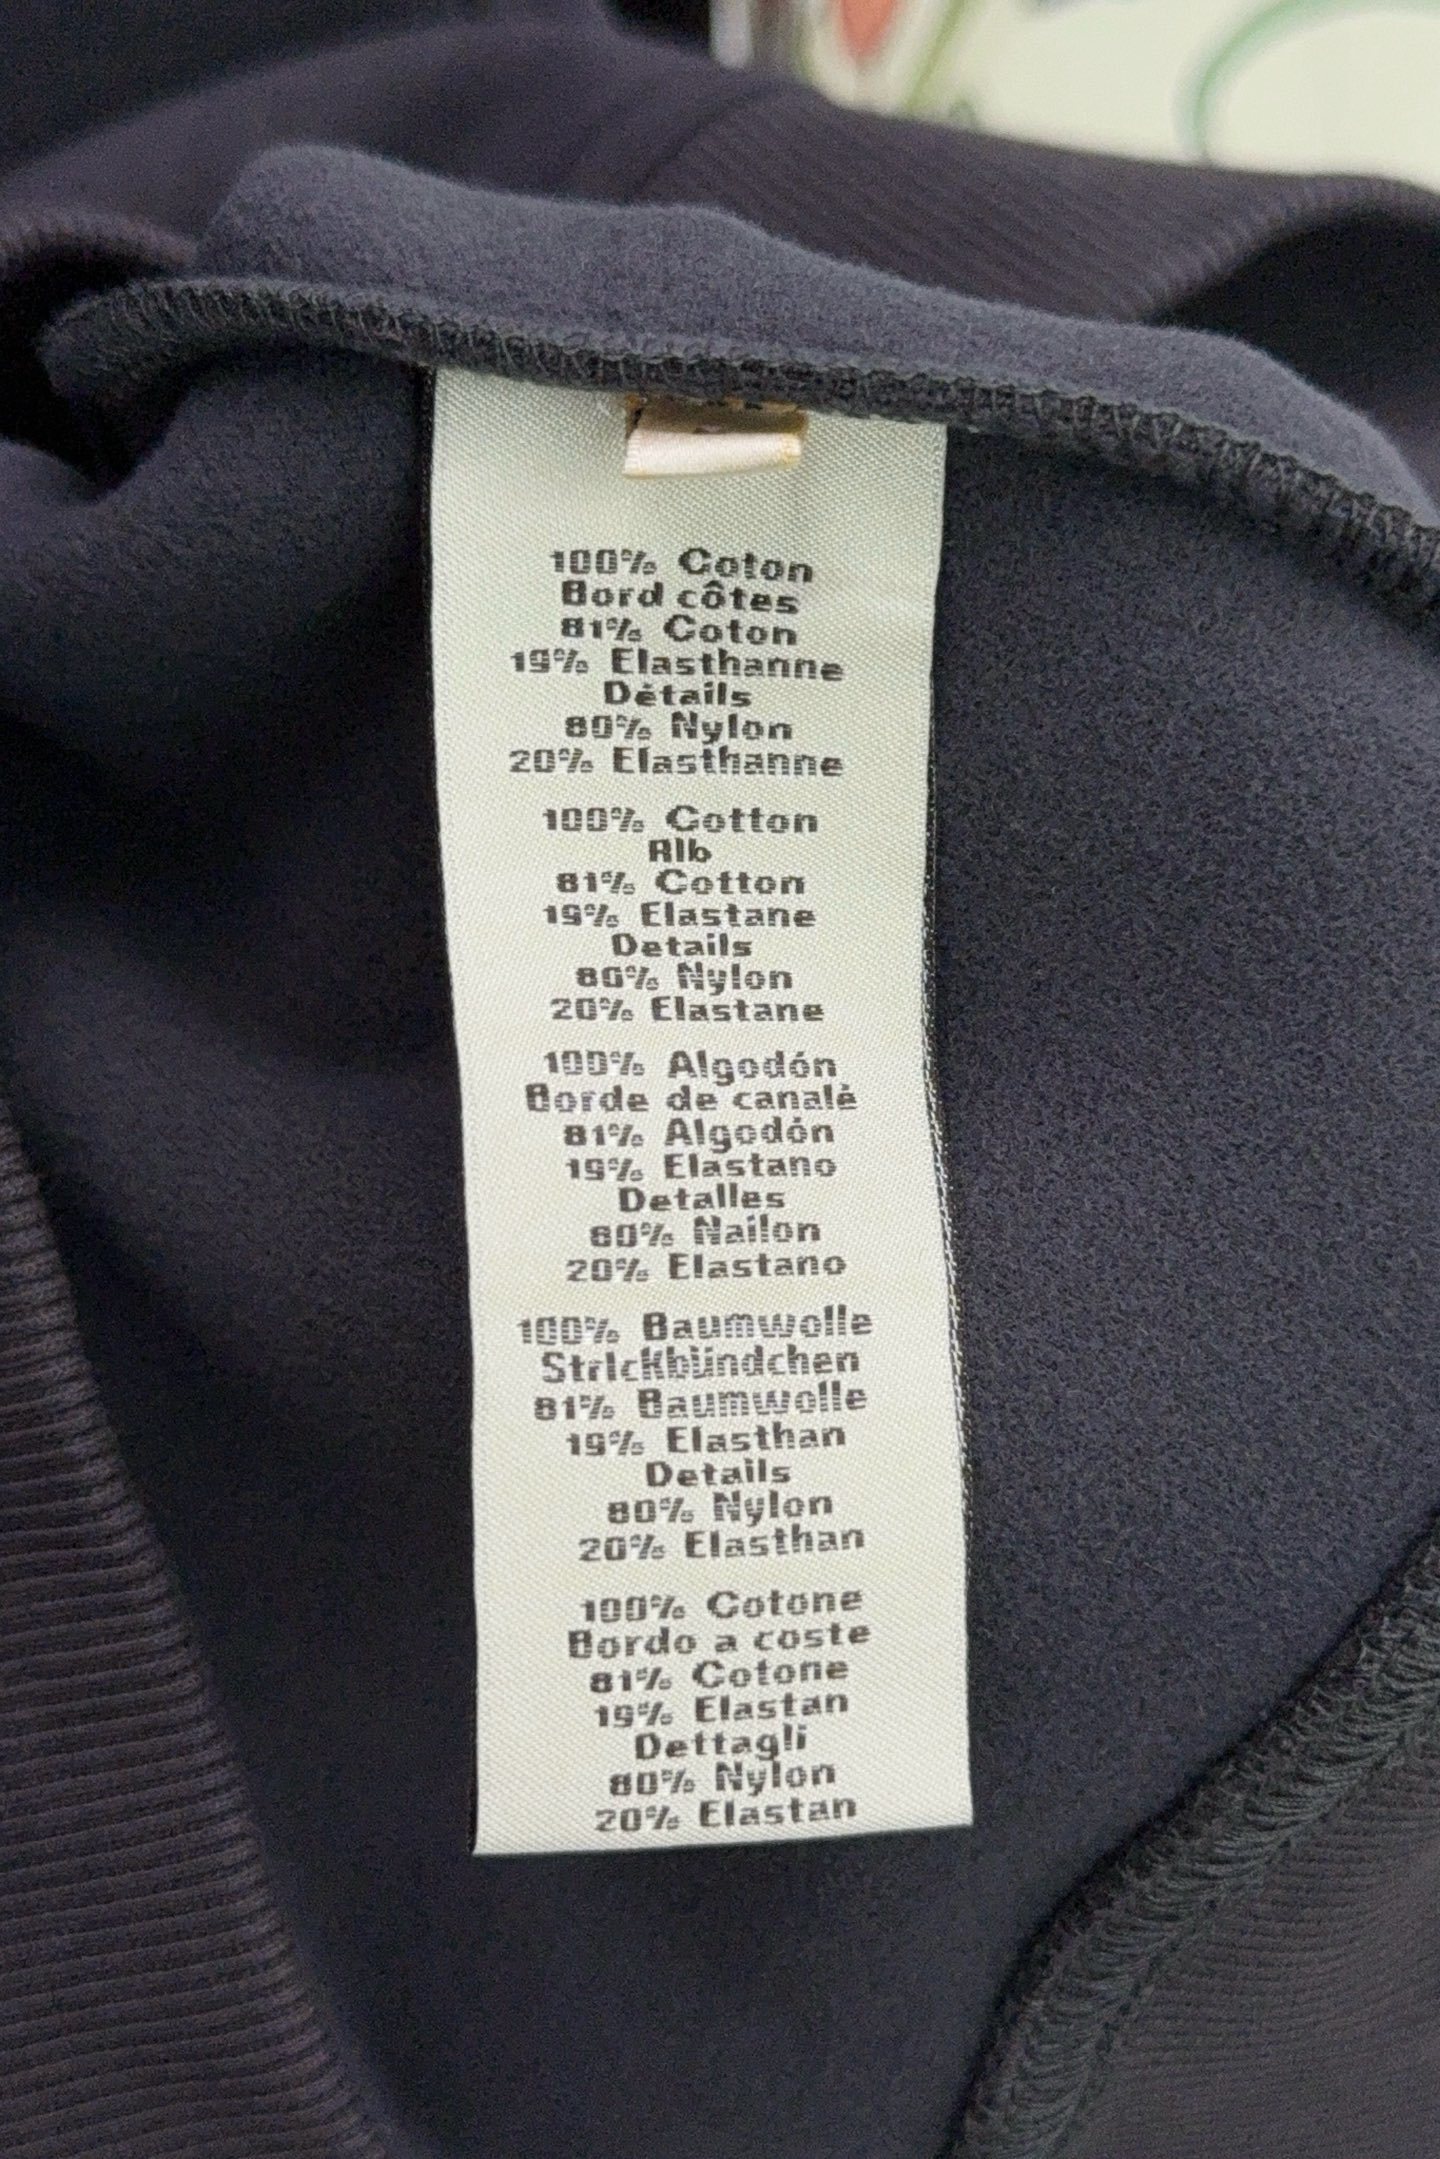 100% Coton
Bord côtes
81% Coton
19% Elasthanne
Détails
80% Nylon
20% Elasthanne
100% Cotton
Rib
81% Cotton
19% Elastane
Details
80% Nylon
20% Elastane
100% Algodón
Borde de canalé
81% Algodón
19% Elastano
Detalles
80% Nailon
20% Elastano
100% Baumwolle
Strickbündchen
81% Baumwolle
19% Elasthan
Details
80% Nylon
20% Elasthan
100% Cotone
Bordo a coste
81% Cotone
19% Elastan
Dettagli
80% Nylon
20% Elastan